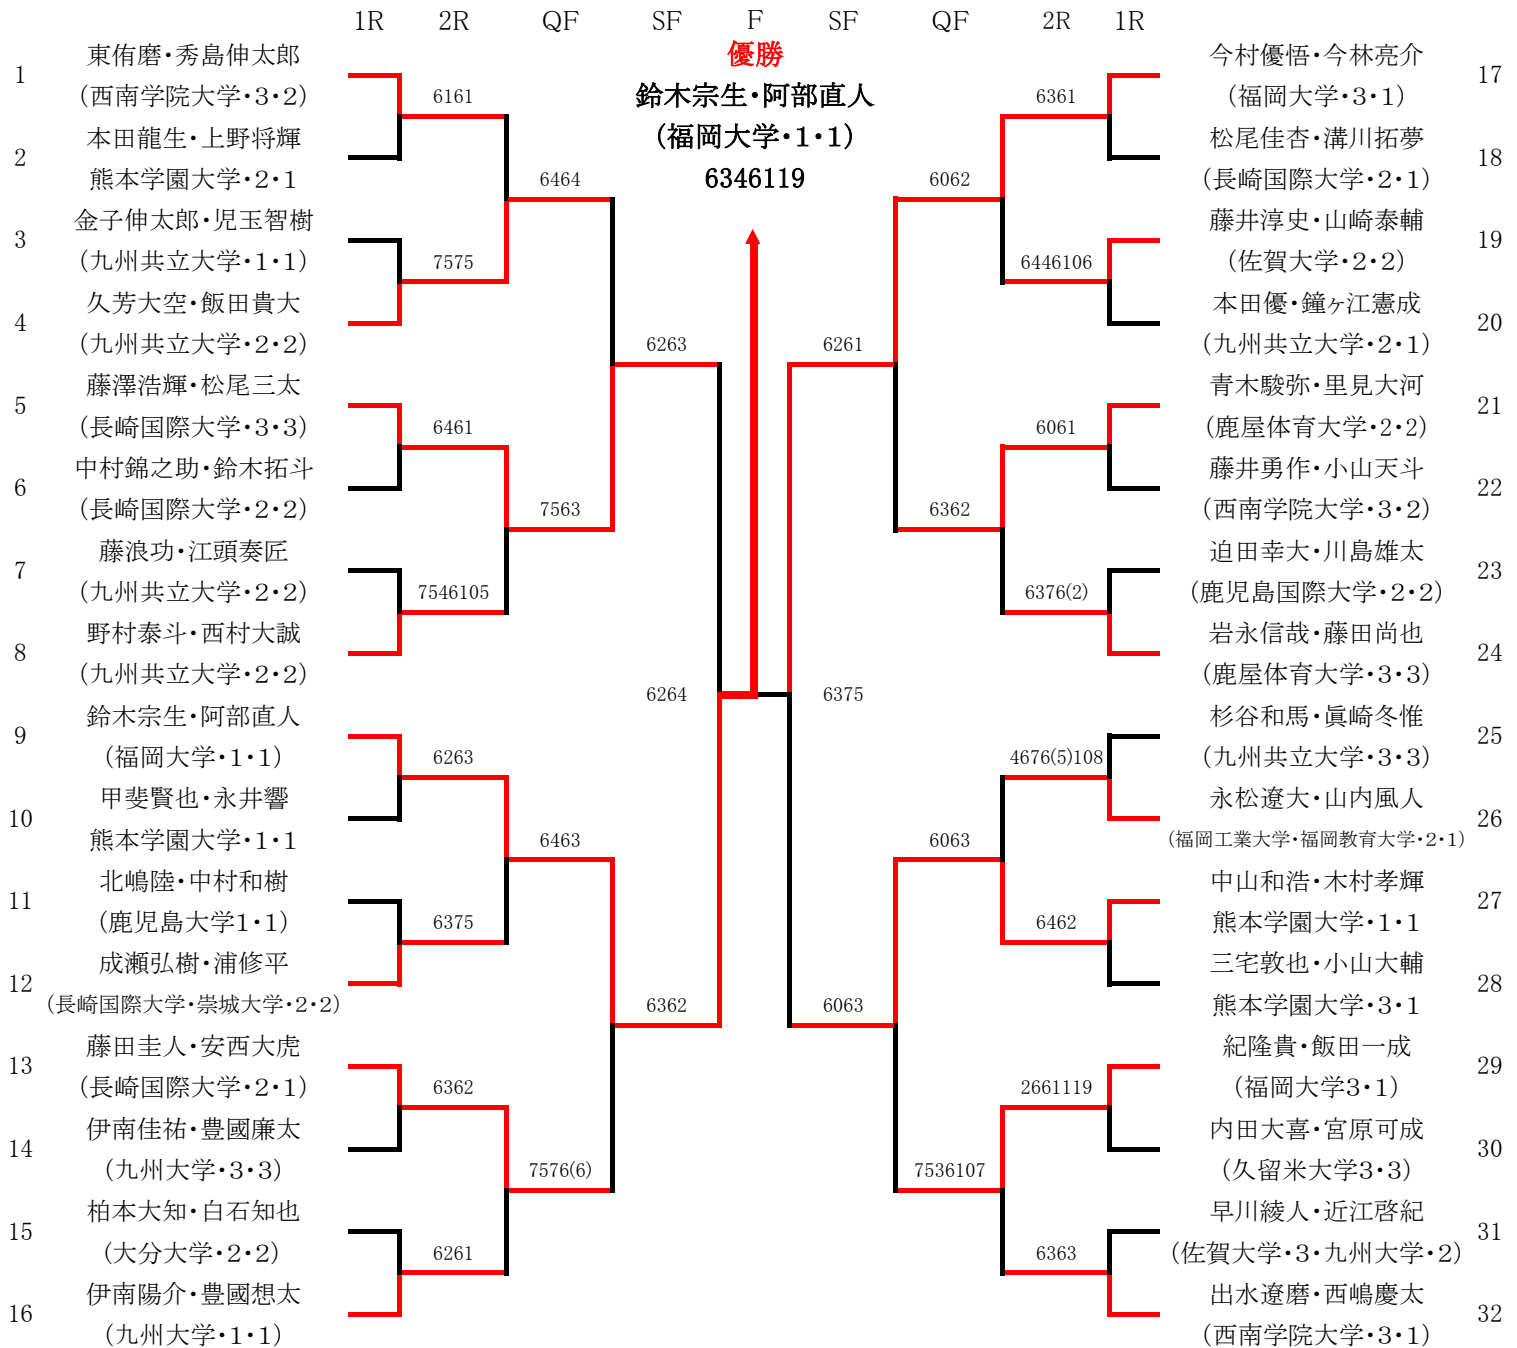 1R 2R QF SF F SF QF 2R 1R
優勝
鈴木宗生・阿部直人
(福岡大学・1・1)
6346119
1 東侑磨・秀島伸太郎
(西南学院大学・3・2)
6161
2 本田龍生・上野将輝
熊本学園大学・2・1
6464
3 金子伸太郎・児玉智樹
(九州共立大学・1・1)
7575
4 久芳大空・飯田貴大
(九州共立大学・2・2)
6263
5 藤澤浩輝・松尾三太
(長崎国際大学・3・3)
6461
6 中村錦之助・鈴木拓斗
(長崎国際大学・2・2)
7563
7 藤浪功・江頭奏匠
(九州共立大学・2・2)
7546105
8 野村泰斗・西村大誠
(九州共立大学・2・2)
6264
9 鈴木宗生・阿部直人
(福岡大学・1・1)
6263
10 甲斐賢也・永井響
熊本学園大学・1・1
6463
11 北嶋陸・中村和樹
(鹿児島大学1・1)
6375
12 成瀬弘樹・浦修平
(長崎国際大学・崇城大学・2・2)
6362
13 藤田圭人・安西大虎
(長崎国際大学・2・1)
6362
14 伊南佳祐・豊國廉太
(九州大学・3・3)
7576(6)
15 柏本大知・白石知也
(大分大学・2・2)
6261
16 伊南陽介・豊國想太
(九州大学・1・1)
今村優悟・今林亮介 17
(福岡大学・3・1)
6361
松尾佳杏・溝川拓夢 18
(長崎国際大学・2・1)
6062
藤井淳史・山崎泰輔 19
(佐賀大学・2・2)
6446106
本田優・鐘ヶ江憲成 20
(九州共立大学・2・1)
6261
青木駿弥・里見大河 21
(鹿屋体育大学・2・2)
6061
藤井勇作・小山天斗 22
(西南学院大学・3・2)
6362
迫田幸大・川島雄太 23
(鹿児島国際大学・2・2)
6376(2)
岩永信哉・藤田尚也 24
(鹿屋体育大学・3・3)
6375
杉谷和馬・眞崎冬惟 25
(九州共立大学・3・3)
4676(5)108
永松遼大・山内風人 26
(福岡工業大学・福岡教育大学・2・1)
6063
中山和浩・木村孝輝 27
熊本学園大学・1・1
6462
三宅敦也・小山大輔 28
熊本学園大学・3・1
6063
紀隆貴・飯田一成 29
(福岡大学3・1)
2661119
内田大喜・宮原可成 30
(久留米大学3・3)
7536107
早川綾人・近江啓紀 31
(佐賀大学・3・九州大学・2)
6363
出水遼磨・西嶋慶太 32
(西南学院大学・3・1)